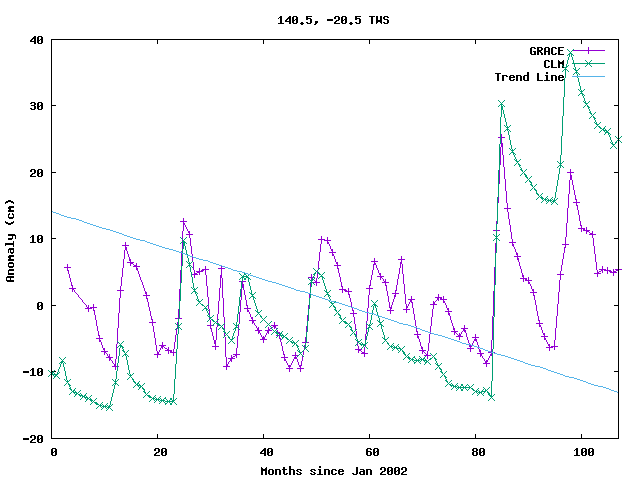 140.5, -20.5 TWS
GRACE
CLM
Trend Line
40
30
20
10
0
-10
-20
Anomaly (cm)
0 20 40 60 80 100
Months since Jan 2002